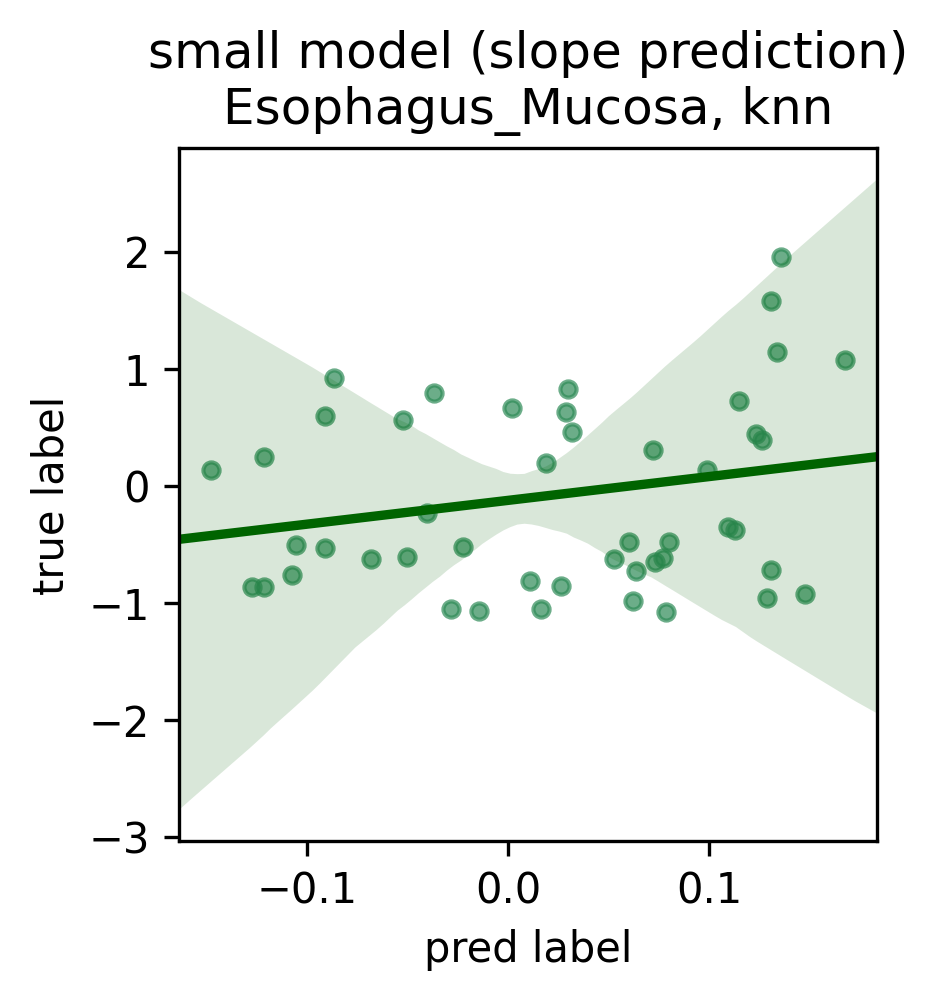 small model (slope prediction)
Esophagus_Mucosa, knn
2
1
0
−1
−2
−3
true label
−0.1 0.0 0.1
pred label